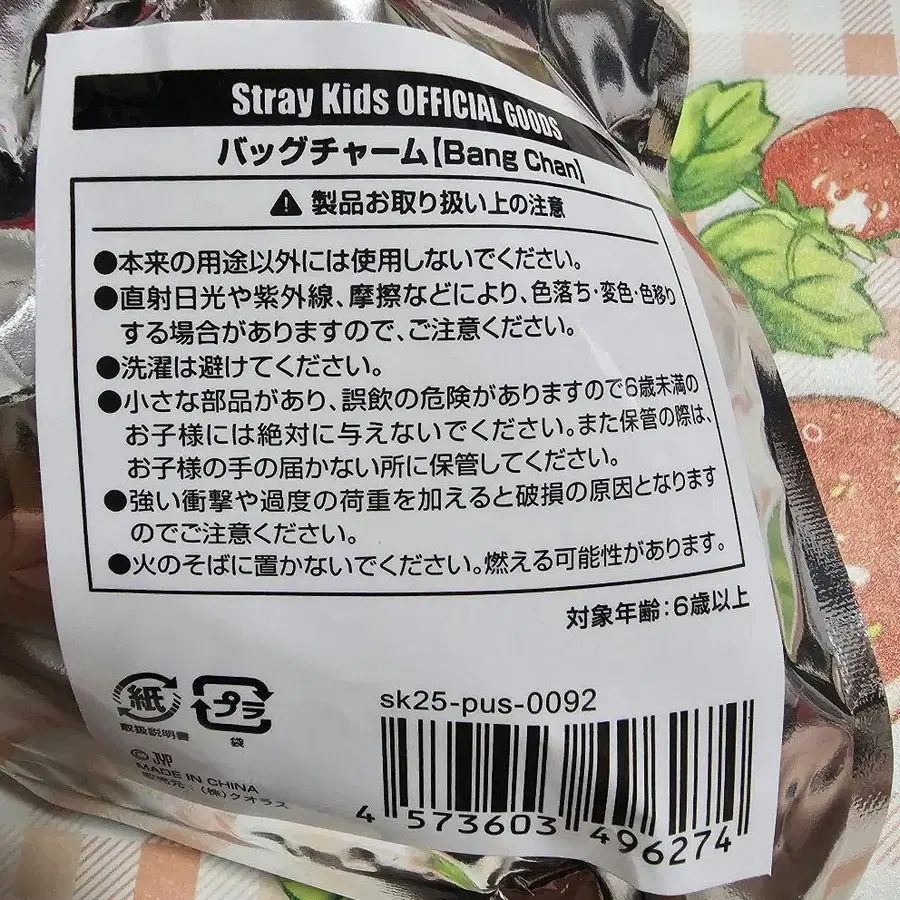 Stray Kids OFFICIAL GOODS
バッグチャーム【Bang Chan】
製品お取り扱い上の注意
●本来の用途以外には使用しないでください。
●直射日光や紫外線、摩擦などにより、色落ち・変色・色移り
する場合がありますので、ご注意ください。
●洗濯は避けてください。
●小さな部品があり、誤飲の危険がありますので6歳未満の
お子様には絶対に与えないでください。また保管の際は、
お子様の手の届かない所に保管してください。
●強い衝撃や過度の荷重を加えると破損の原因となります
のでご注意ください。
●火のそばに置かないでください。燃える可能性があります。
対象年齢:6歳以上
紙
取扱説明書
プラ
袋
sk25-pus-0092
© JYP
MADE IN CHINA
販売元:(株)クオラス
4 573603 496274